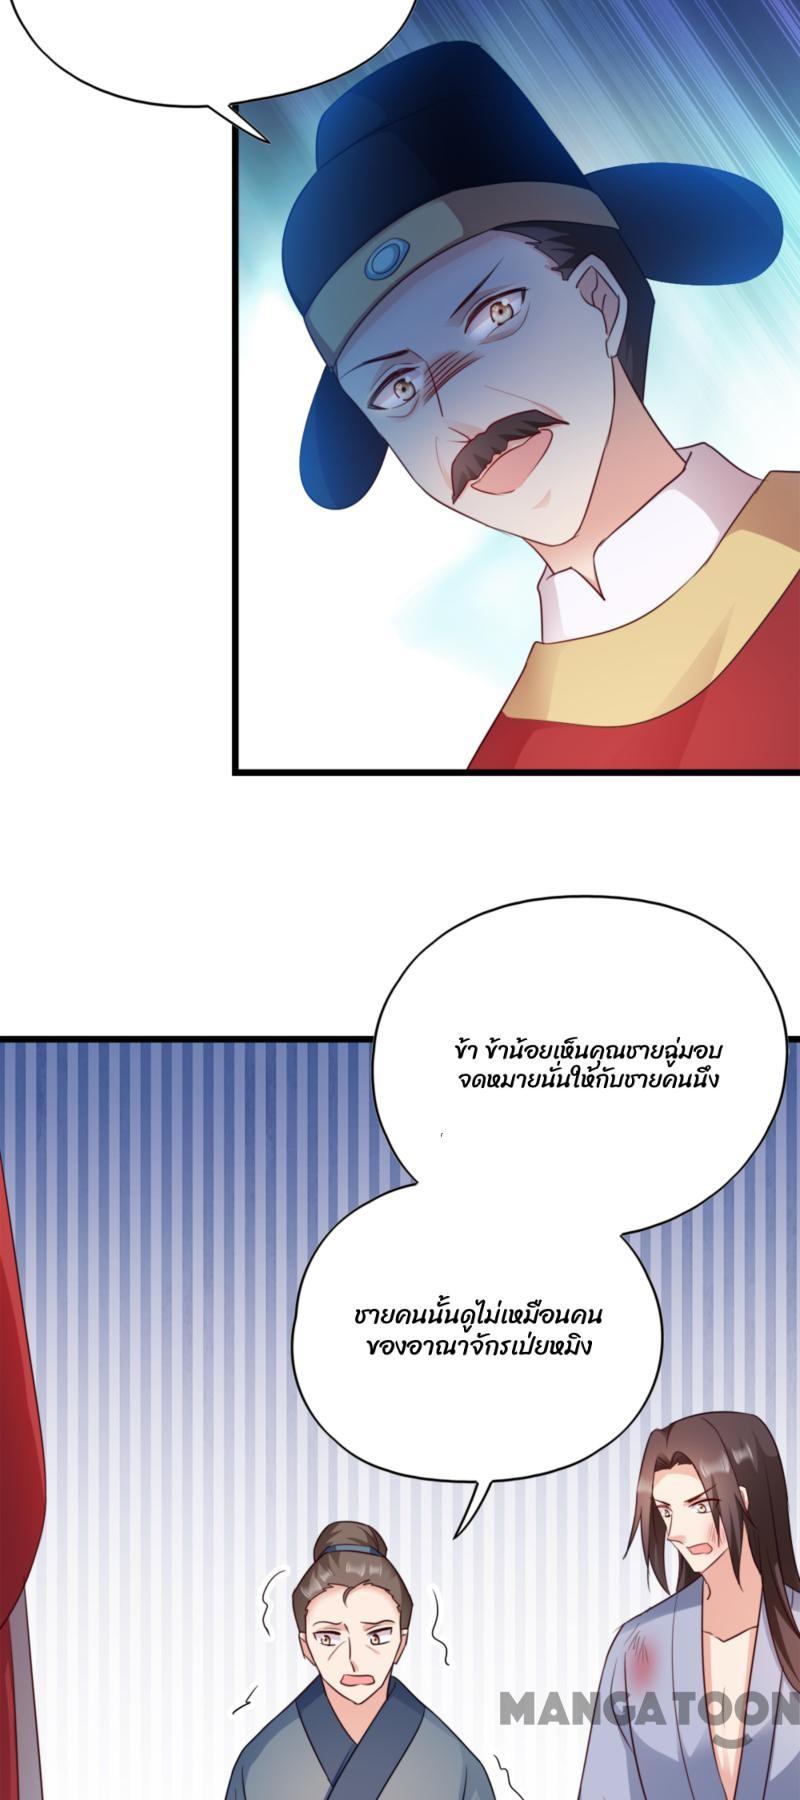 ข้า ข้าน้อยเห็นคุณชายฉู่มอบ
จดหมายนั่นให้กับชายคนนึง
ชายคนนั้นดูไม่เหมือนคน
ของอาณาจักรเป่ยหมิง
MANGATOON